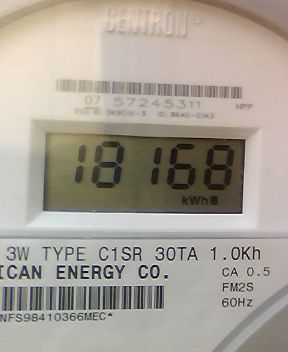 CENTRON®
07 57245311 HPP
18168
kWh
3W TYPE C1SR 30TA 1.0Kh
ICAN ENERGY CO. CA 0.5
FM2S
60Hz
NFS98410366MEC*